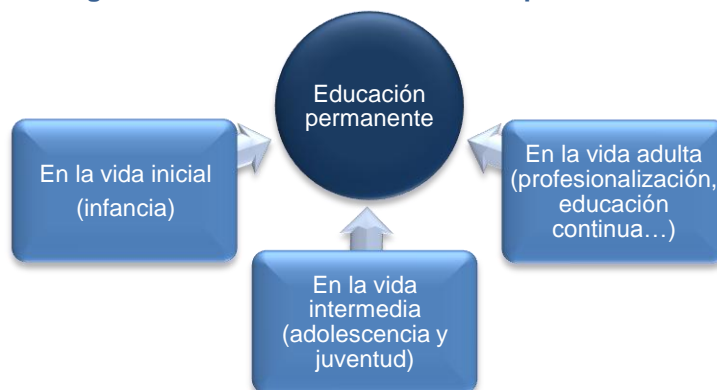 Educación
permanente
En la vida inicial
(infancia)
En la vida
intermedia
(adolescencia y
juventud)
En la vida adulta
(profesionalización,
educación
continua…)